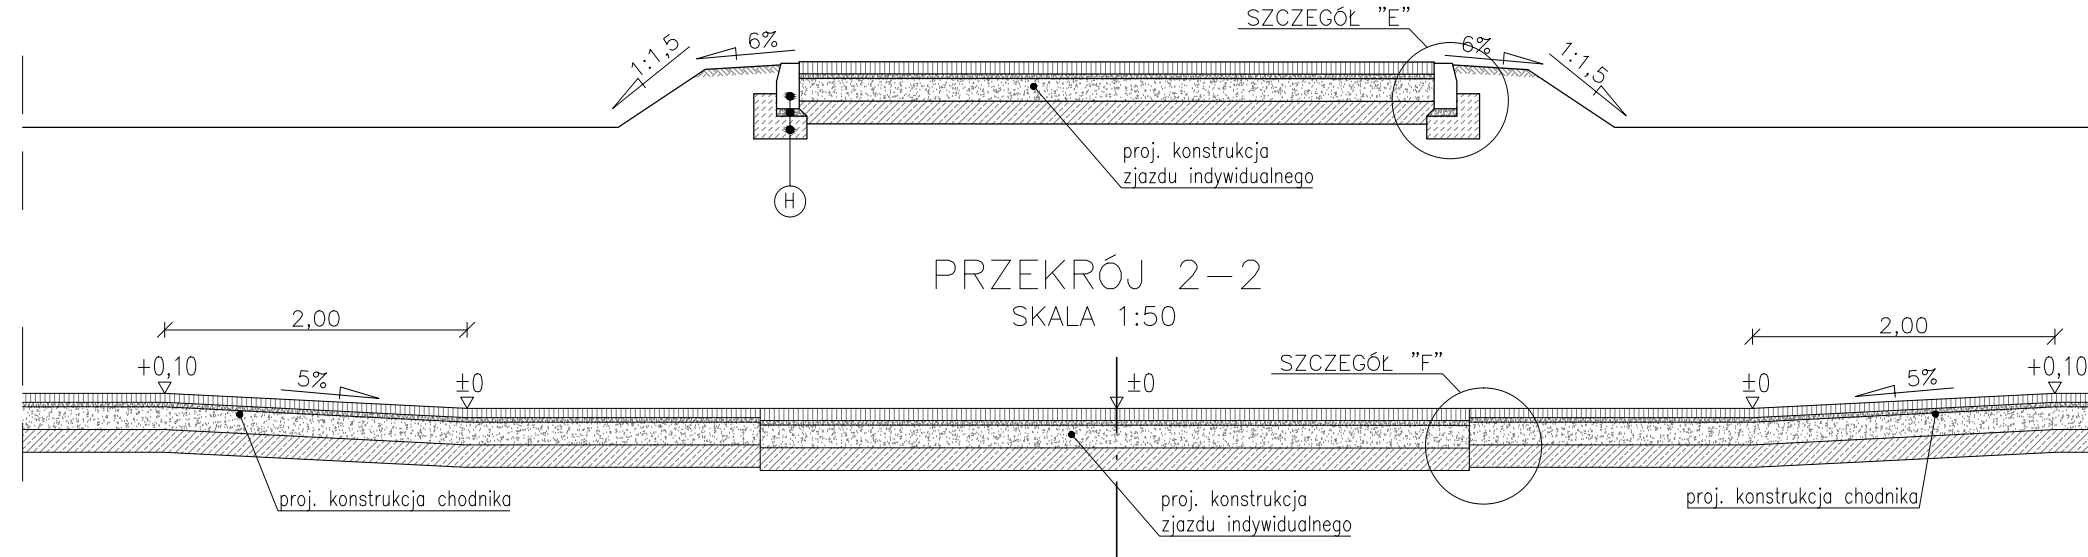 SZCZEGÓŁ "E"
1:1,5
6%
6%
1:1,5
proj. konstrukcja
zjazdu indywidualnego
H
PRZEKRÓJ 2-2
SKALA 1:50
2,00
2,00
+0,10
5%
±0
±0
SZCZEGÓŁ "F"
±0
5%
+0,10
proj. konstrukcja chodnika
proj. konstrukcja
zjazdu indywidualnego
proj. konstrukcja chodnika